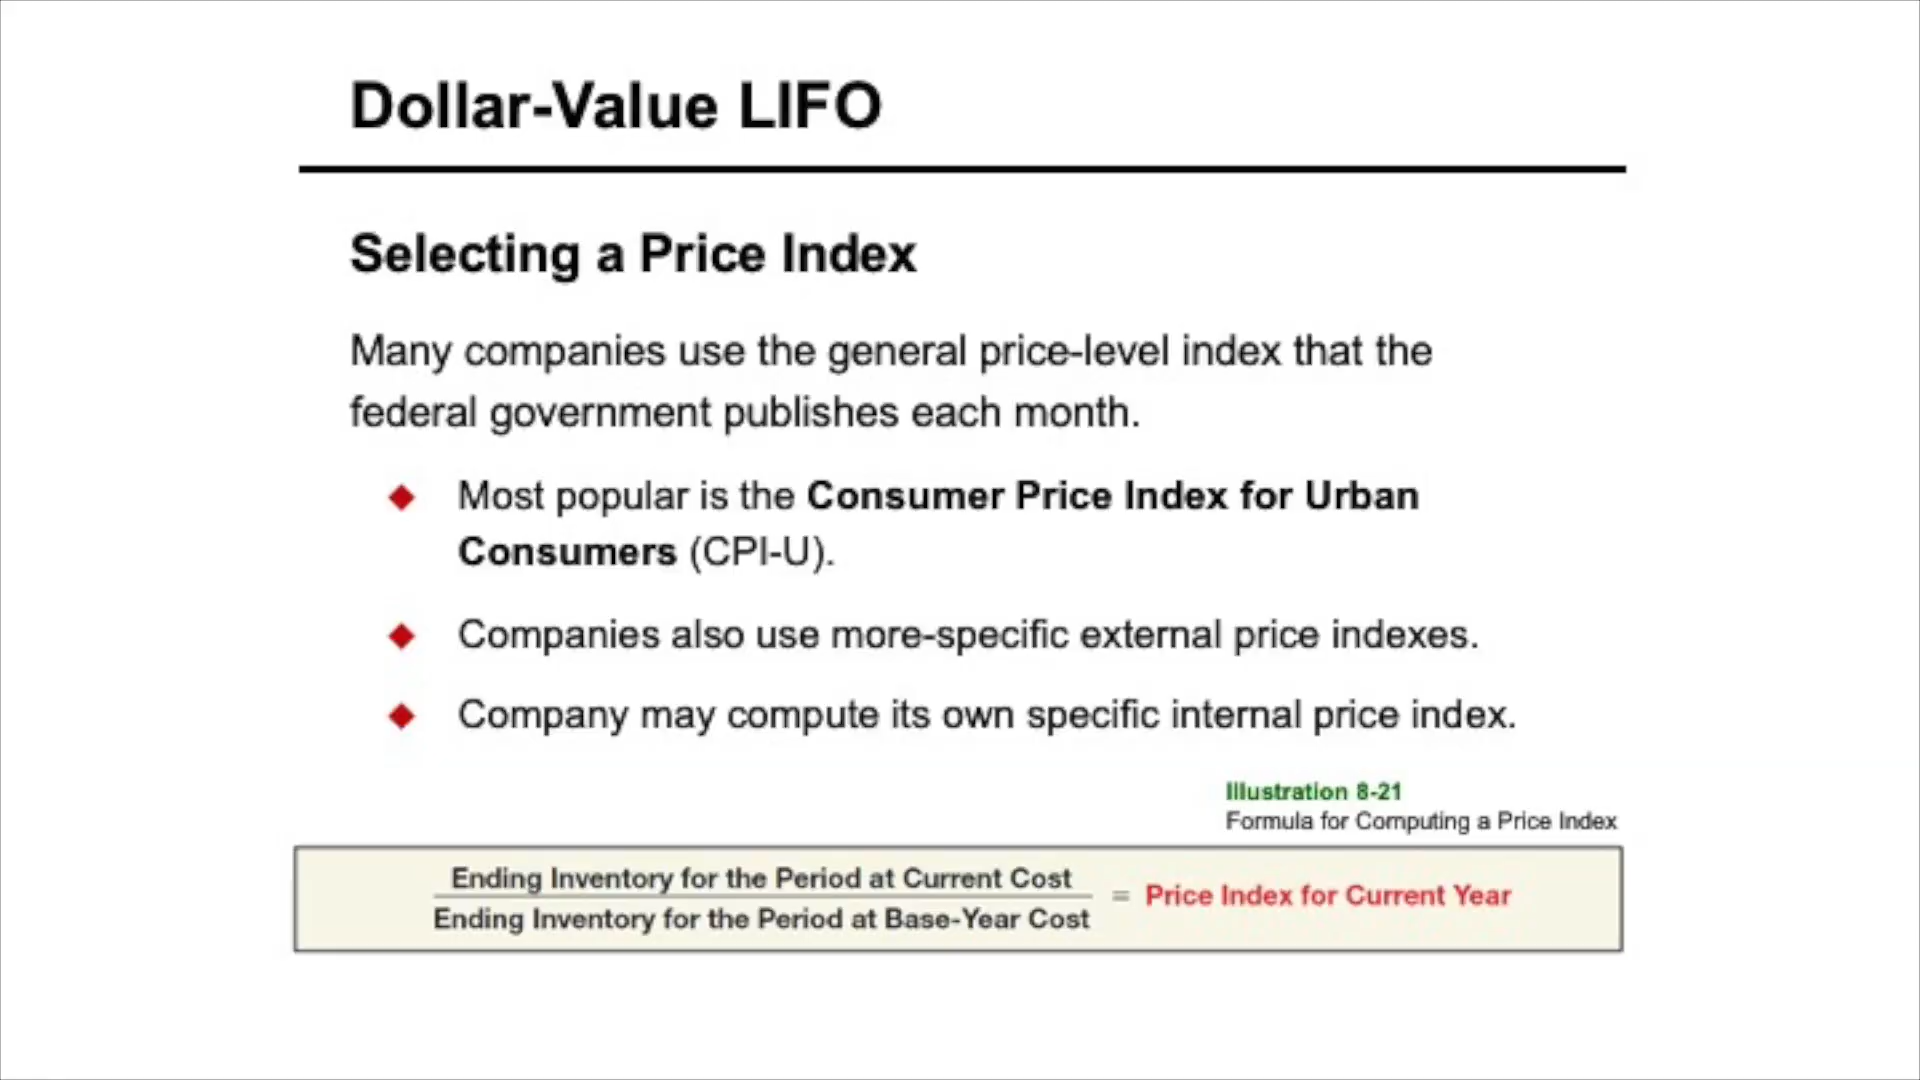 Dollar-Value LIFO
Selecting a Price Index
Many companies use the general price-level index that the
federal government publishes each month.
Most popular is the Consumer Price Index for Urban
Consumers (CPI-U).
Companies also use more-specific external price indexes.
Company may compute its own specific internal price index.
Illustration 8-21
Formula for Computing a Price Index
Ending Inventory for the Period at Current Cost
Ending Inventory for the Period at Base-Year Cost
= Price Index for Current Year